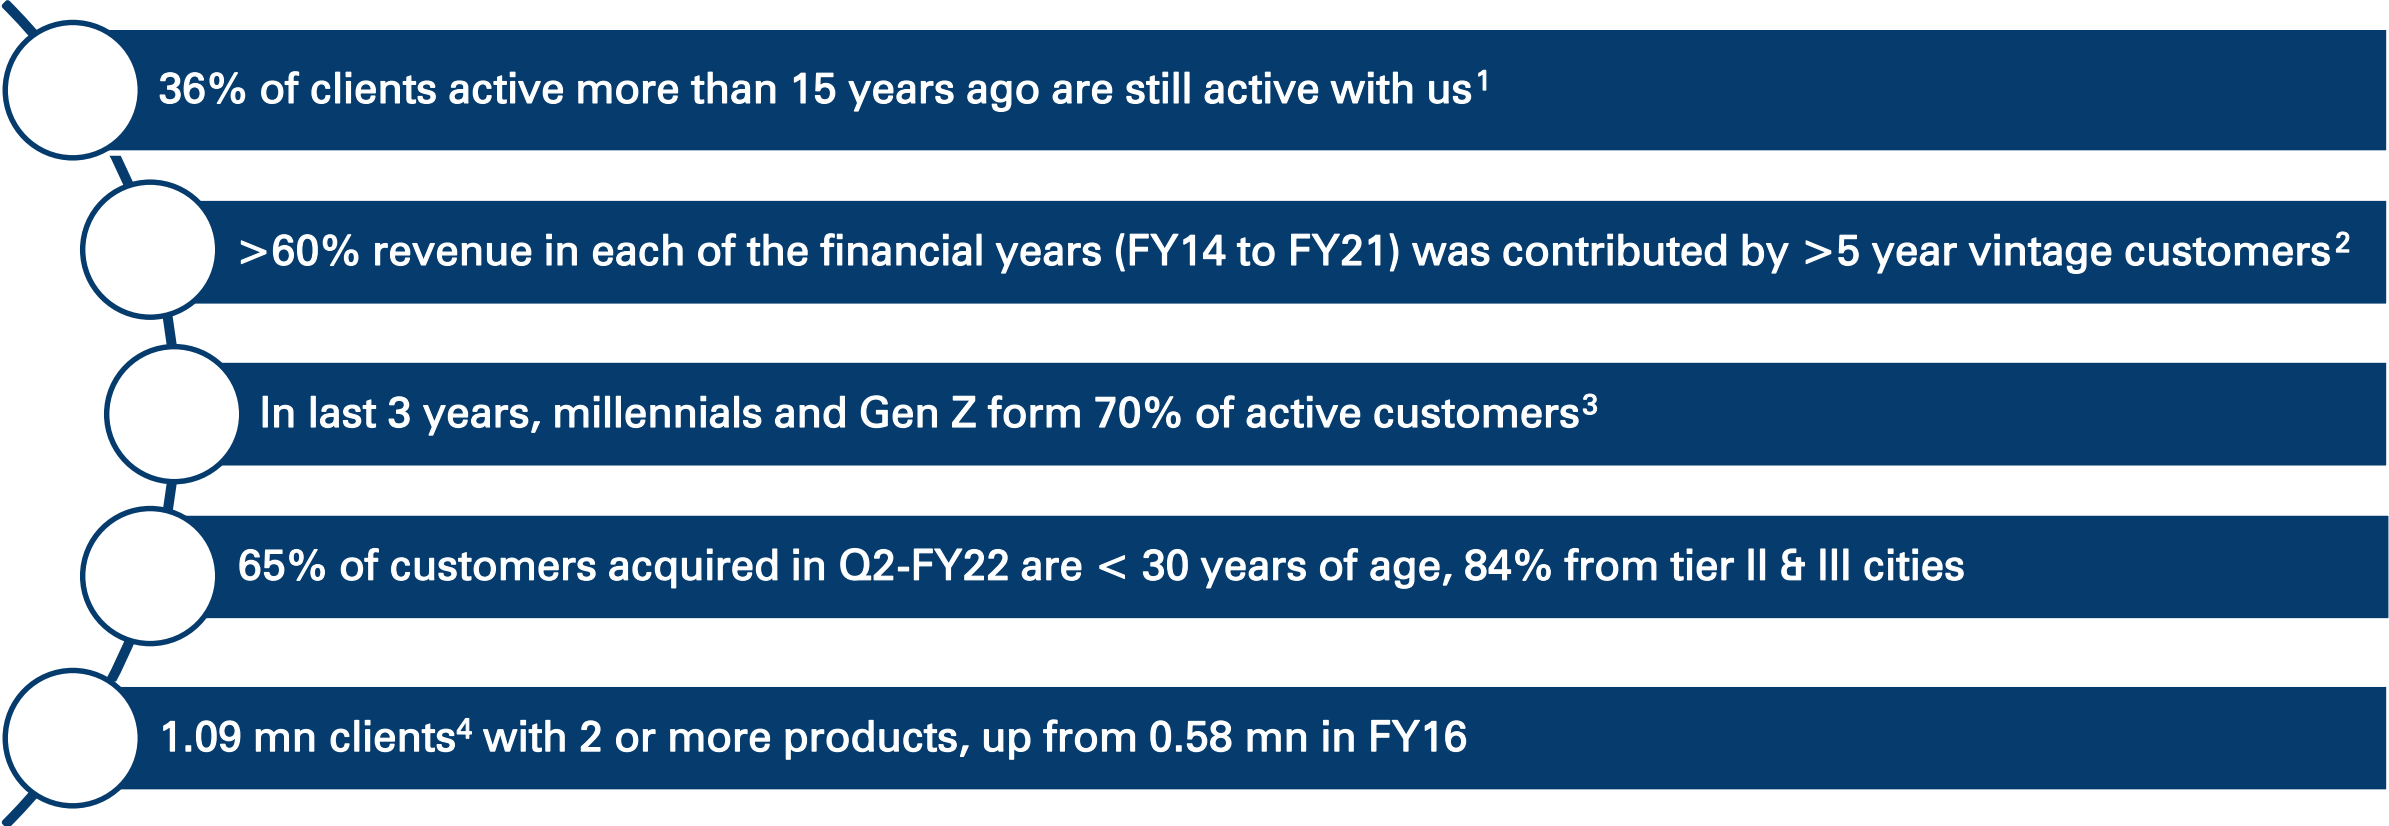 36% of clients active more than 15 years ago are still active with us¹
>60% revenue in each of the financial years (FY14 to FY21) was contributed by >5 year vintage customers²
In last 3 years, millennials and Gen Z form 70% of active customers³
65% of customers acquired in Q2-FY22 are < 30 years of age, 84% from tier II & III cities
1.09 mn clients⁴ with 2 or more products, up from 0.58 mn in FY16